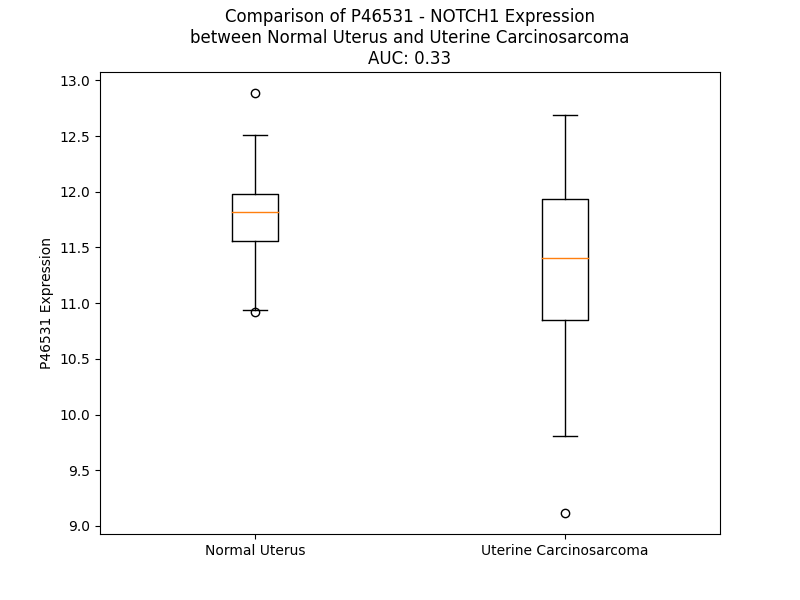 Comparison of P46531 - NOTCH1 Expression
between Normal Uterus and Uterine Carcinosarcoma
AUC: 0.33
P46531 Expression
13.0
12.5
12.0
11.5
11.0
10.5
10.0
9.5
9.0
Normal Uterus
Uterine Carcinosarcoma